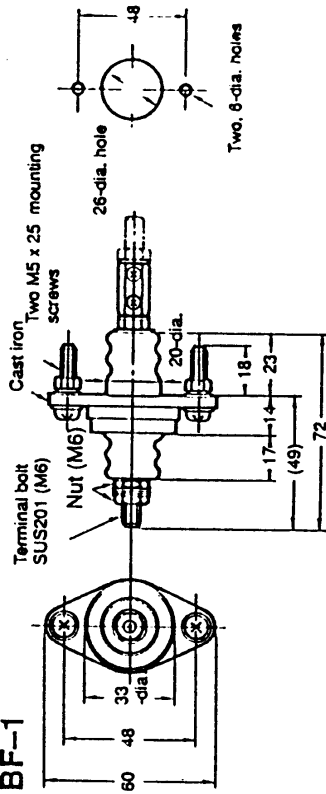 BF-1
Terminal bolt
SUS201 (M6)
Nut (M6)
Cast iron
Two M5 x 25 mounting
screws
26-dia. hole
Two, 6-dia. holes
20-dia.
33
-dia.
48
60
17
14
23
18
(49)
72
48